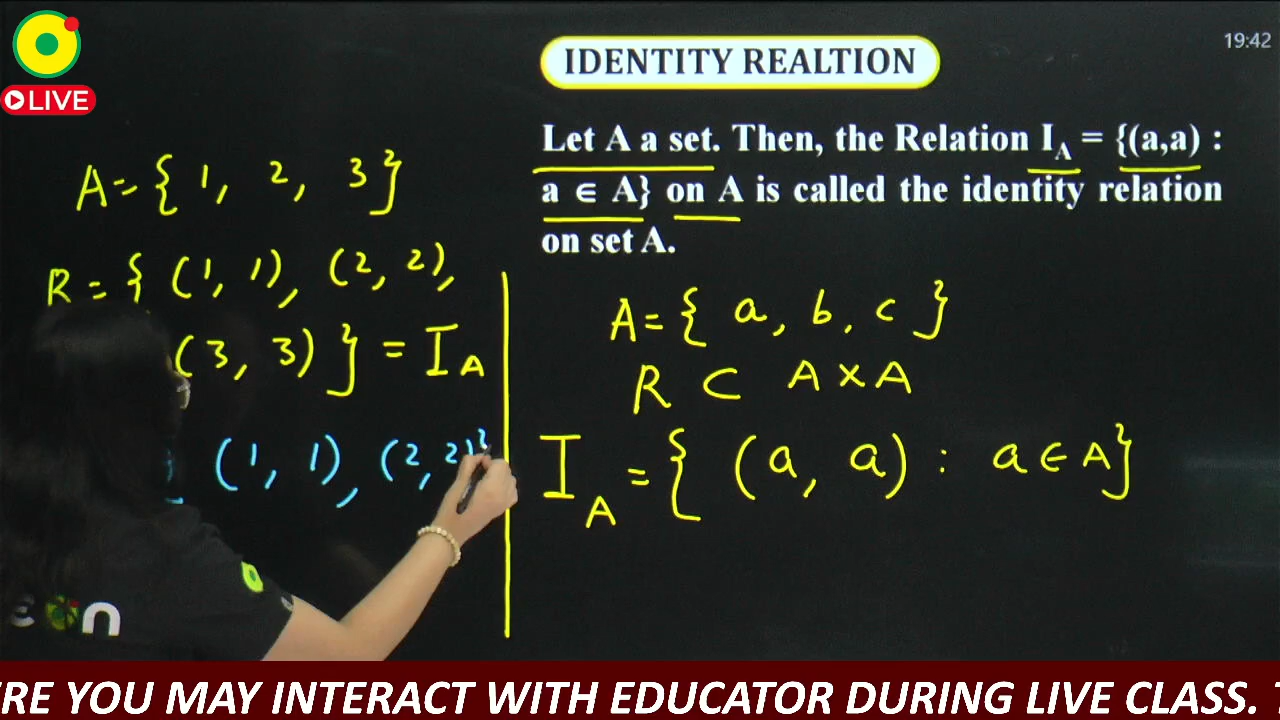 LIVE
IDENTITY REALTION
19:42
Let A a set. Then, the Relation I_A = {(a,a) :
a ∈ A} on A is called the identity relation
on set A.
A = { 1, 2, 3 }
R = { (1, 1), (2, 2),
(3, 3) } = I_A
{ (1, 1), (2,2) }
A = { a, b, c }
R ⊂ A × A
I_A = { (a, a) : a ∈ A }
ERE YOU MAY INTERACT WITH EDUCATOR DURING LIVE CLASS.